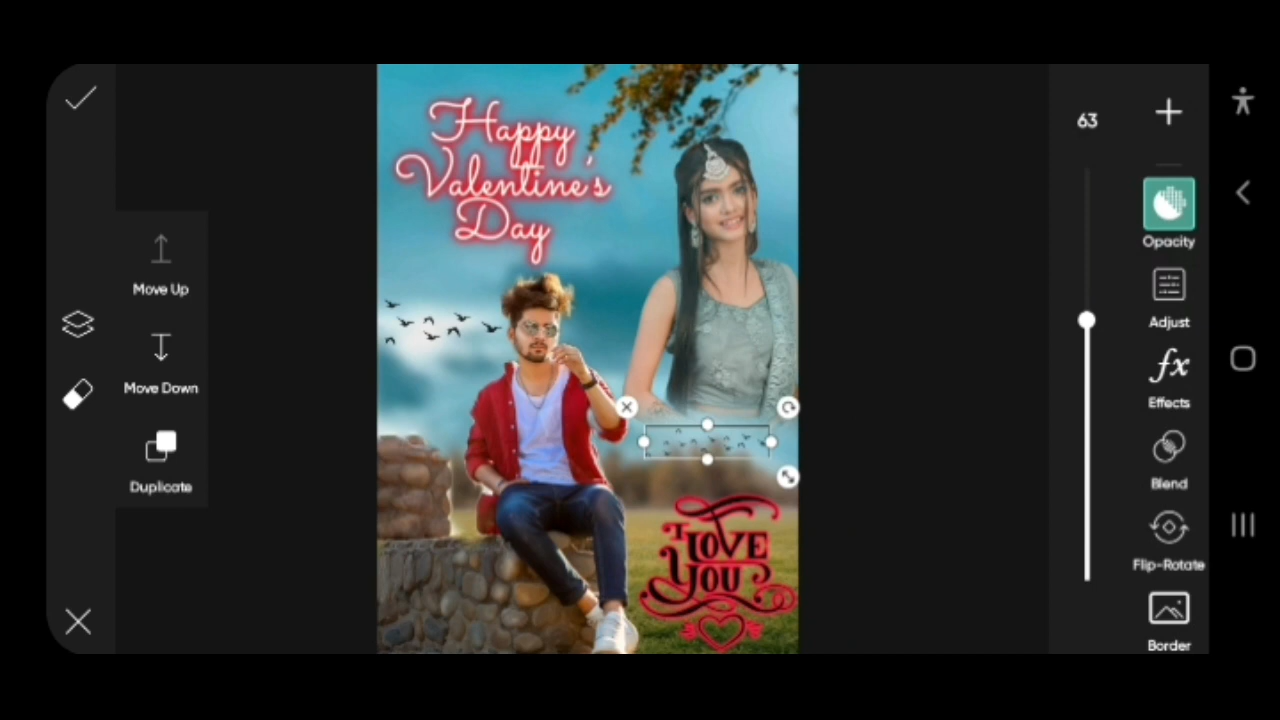 Move Up
Move Down
Duplicate
Happy
Valentine's
Day
I
LOVE
YOU
63
Opacity
Adjust
fx
Effects
Blend
Flip-Rotate
Border